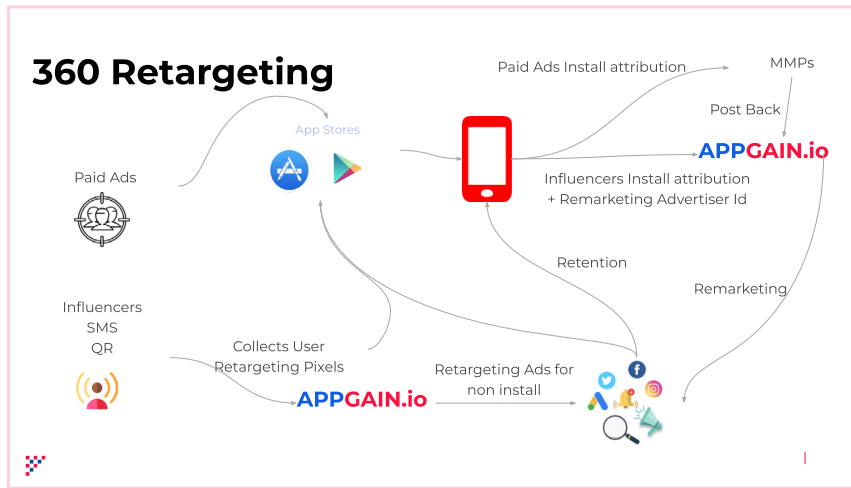 360 Retargeting
Paid Ads Install attribution
MMPs
Post Back
App Stores
APPGAIN.io
Paid Ads
Influencers Install attribution
+ Remarketing Advertiser Id
Retention
Remarketing
Influencers
SMS
QR
Collects User
Retargeting Pixels
Retargeting Ads for
non install
APPGAIN.io